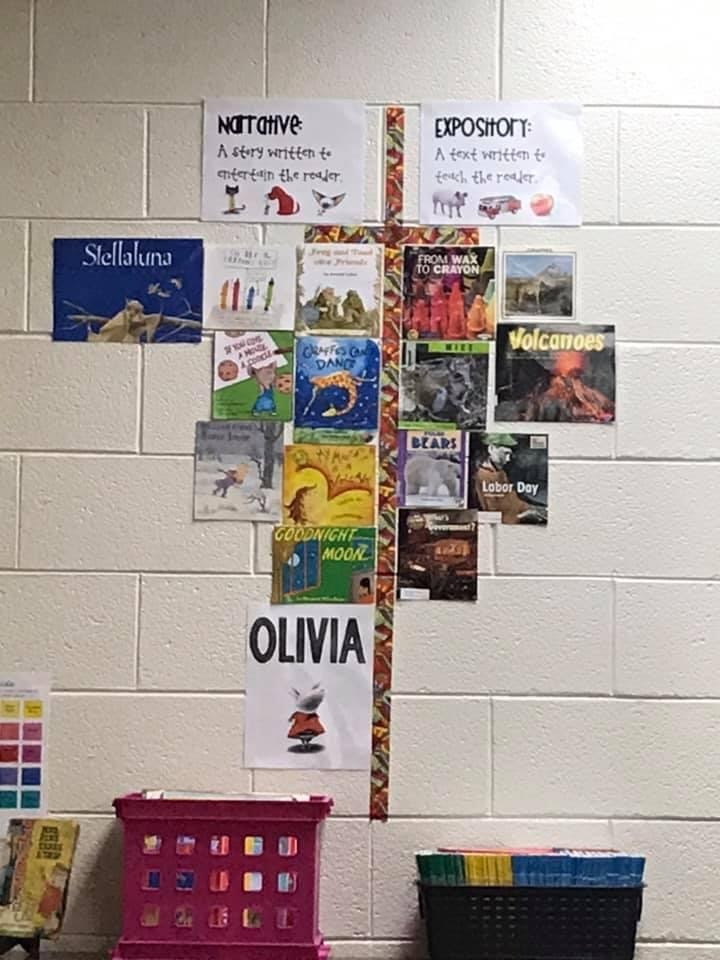 Narrative:
A story written to
entertain the reader.
EXPOSITORY:
A text written to
teach the reader.
Stellaluna
Frog and Toad
are Friends
FROM WAX
TO CRAYON
IF YOU GIVE
A MOUSE
A COOKIE
GIRAFFES CAN'T
DANCE
Volcanoes
BEARS
Labor Day
GOODNIGHT
MOON
What's
Government?
OLIVIA